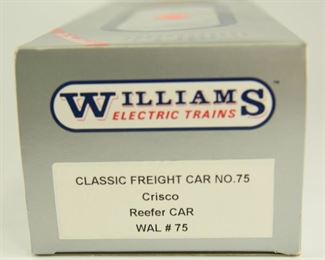 WILLIAMS
ELECTRIC TRAINS
CLASSIC FREIGHT CAR NO.75
Crisco
Reefer CAR
WAL # 75